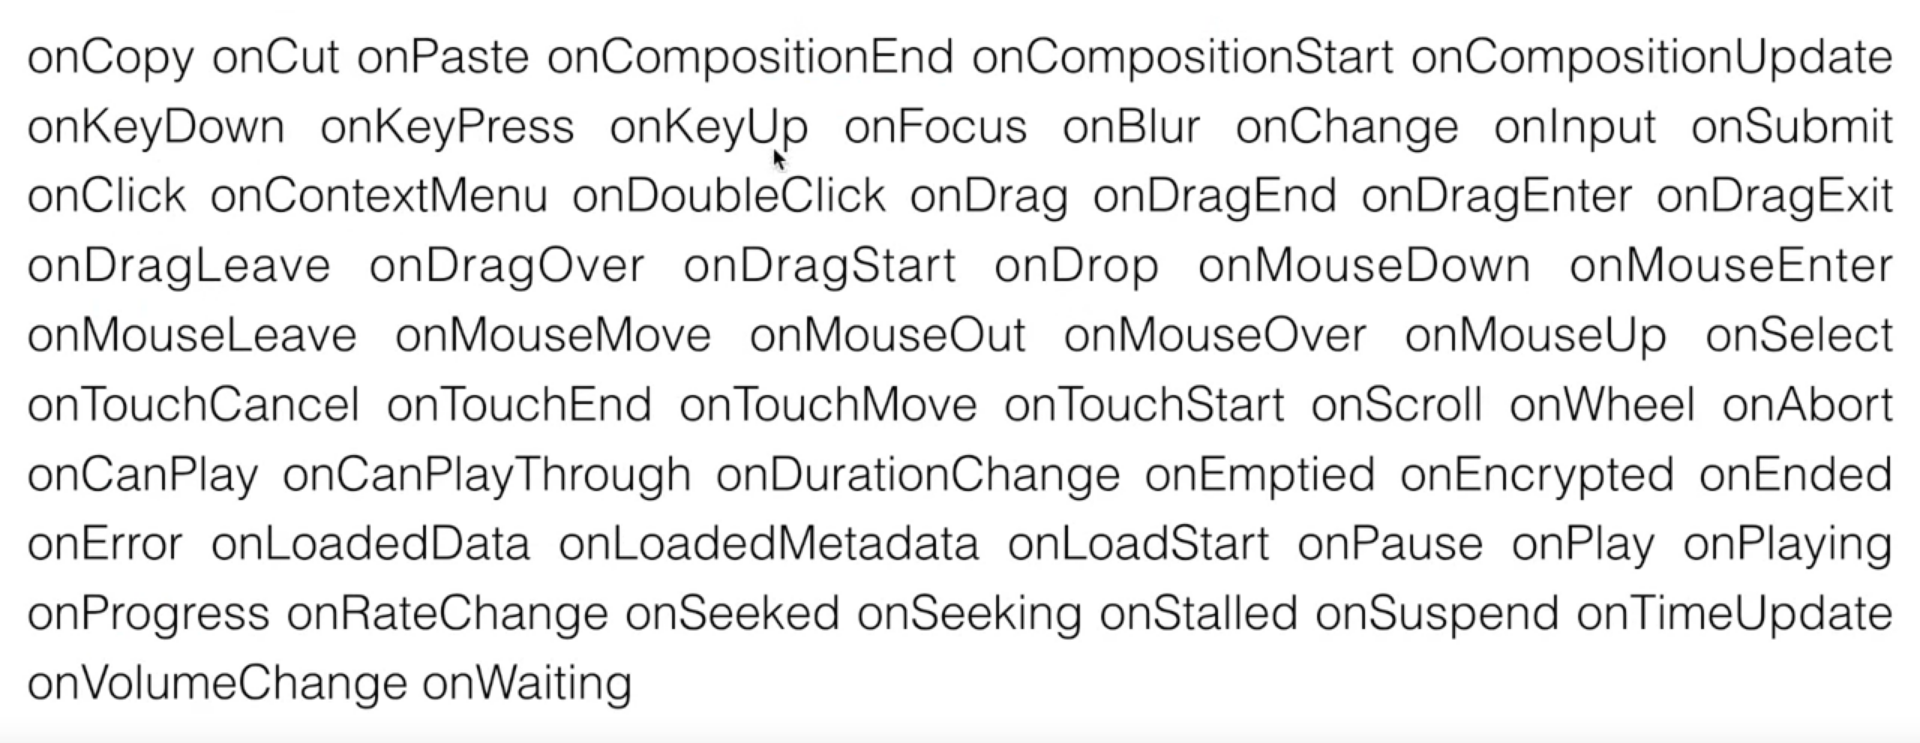 onCopy onCut onPaste onCompositionEnd onCompositionStart onCompositionUpdate
onKeyDown onKeyPress onKeyUp onFocus onBlur onChange onInput onSubmit
onClick onContextMenu onDoubleClick onDrag onDragEnd onDragEnter onDragExit
onDragLeave onDragOver onDragStart onDrop onMouseDown onMouseEnter
onMouseLeave onMouseMove onMouseOut onMouseOver onMouseUp onSelect
onTouchCancel onTouchEnd onTouchMove onTouchStart onScroll onWheel onAbort
onCanPlay onCanPlayThrough onDurationChange onEmptied onEncrypted onEnded
onError onLoadedData onLoadedMetadata onLoadStart onPause onPlay onPlaying
onProgress onRateChange onSeeked onSeeking onStalled onSuspend onTimeUpdate
onVolumeChange onWaiting